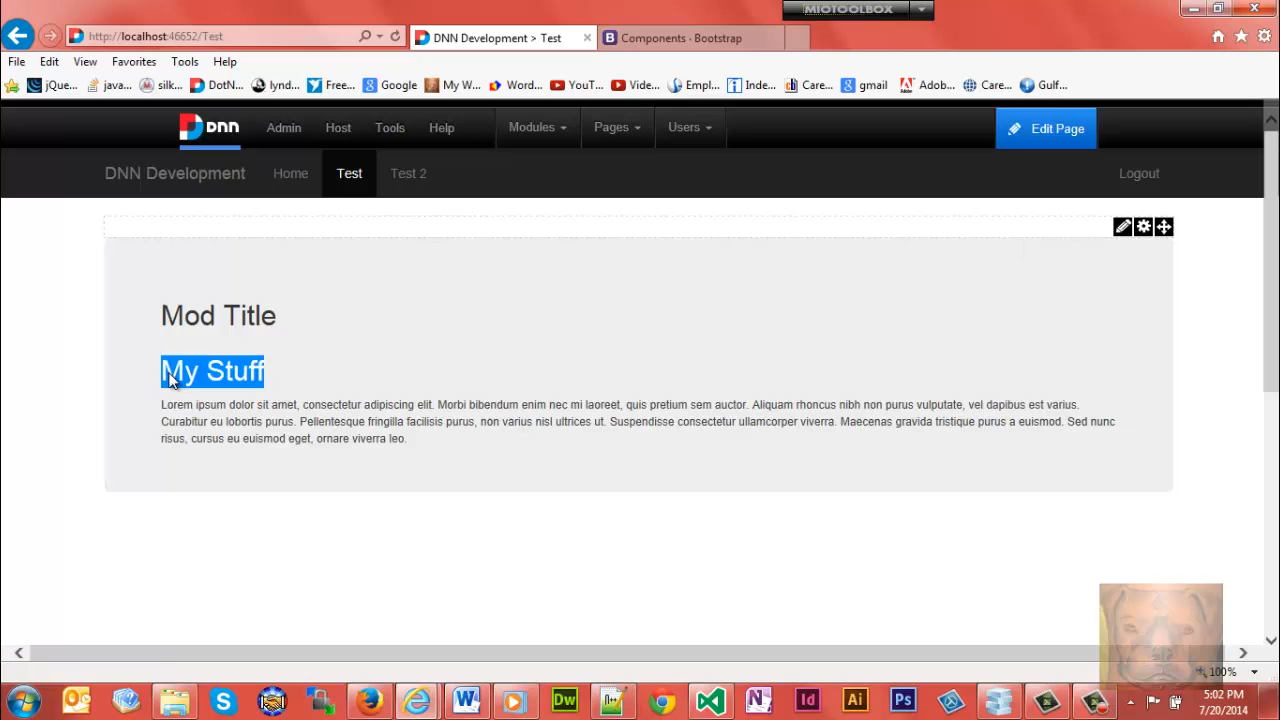 MIOTOOLBOX
http://localhost:46652/Test
DNN Development > Test
Components · Bootstrap
File Edit View Favorites Tools Help
jQue... java... silk... DotN... lynd... Free... Google My W... Word... YouT... Vide... Empl... Inde... Care... gmail Adob... Care... Gulf...
DNN Admin Host Tools Help Modules Pages Users Edit Page
DNN Development Home Test Test 2 Logout
Mod Title
My Stuff
Lorem ipsum dolor sit amet, consectetur adipiscing elit. Morbi bibendum enim nec mi laoreet, quis pretium sem auctor. Aliquam rhoncus nibh non purus vulputate, vel dapibus est varius.
Curabitur eu lobortis purus. Pellentesque fringilla facilisis purus, non varius nisl ultrices ut. Suspendisse consectetur ullamcorper viverra. Maecenas gravida tristique purus a euismod. Sed nunc
risus, cursus eu euismod eget, ornare viverra leo.
100%
Dw Id Ai Ps
5:02 PM
7/20/2014